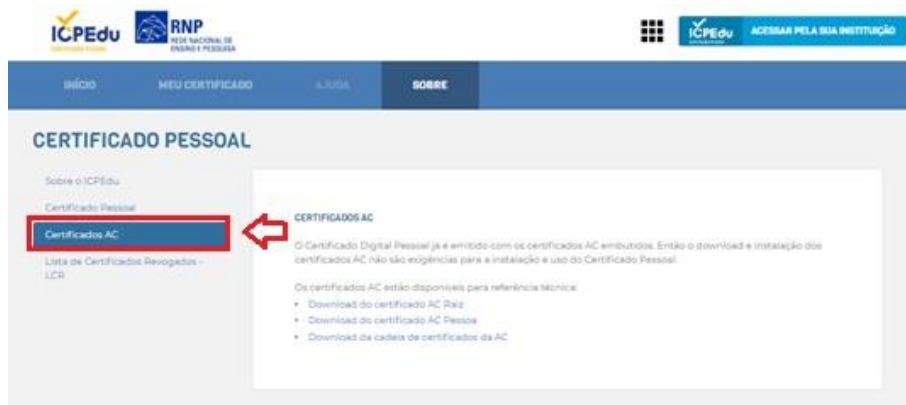 ICPEdu
RNP
REDE NACIONAL DE
ENSINO E PESQUISA
ICPEdu
ACESSAR PELA SUA INSTITUIÇÃO
INÍCIO
MEU CERTIFICADO
AJUDA
SOBRE
CERTIFICADO PESSOAL
Sobre o ICPEdu
Certificado Pessoal
Certificados AC
Lista de Certificados Revogados -
LCR
CERTIFICADOS AC
O Certificado Digital Pessoal já é emitido com os certificados AC embutidos. Então o download e instalação dos
certificados AC não são exigências para a instalação e uso do Certificado Pessoal.
Os certificados AC estão disponíveis para referência técnica:
• Download do certificado AC Raiz
• Download do certificado AC Pessoa
• Download da cadeia de certificados da AC